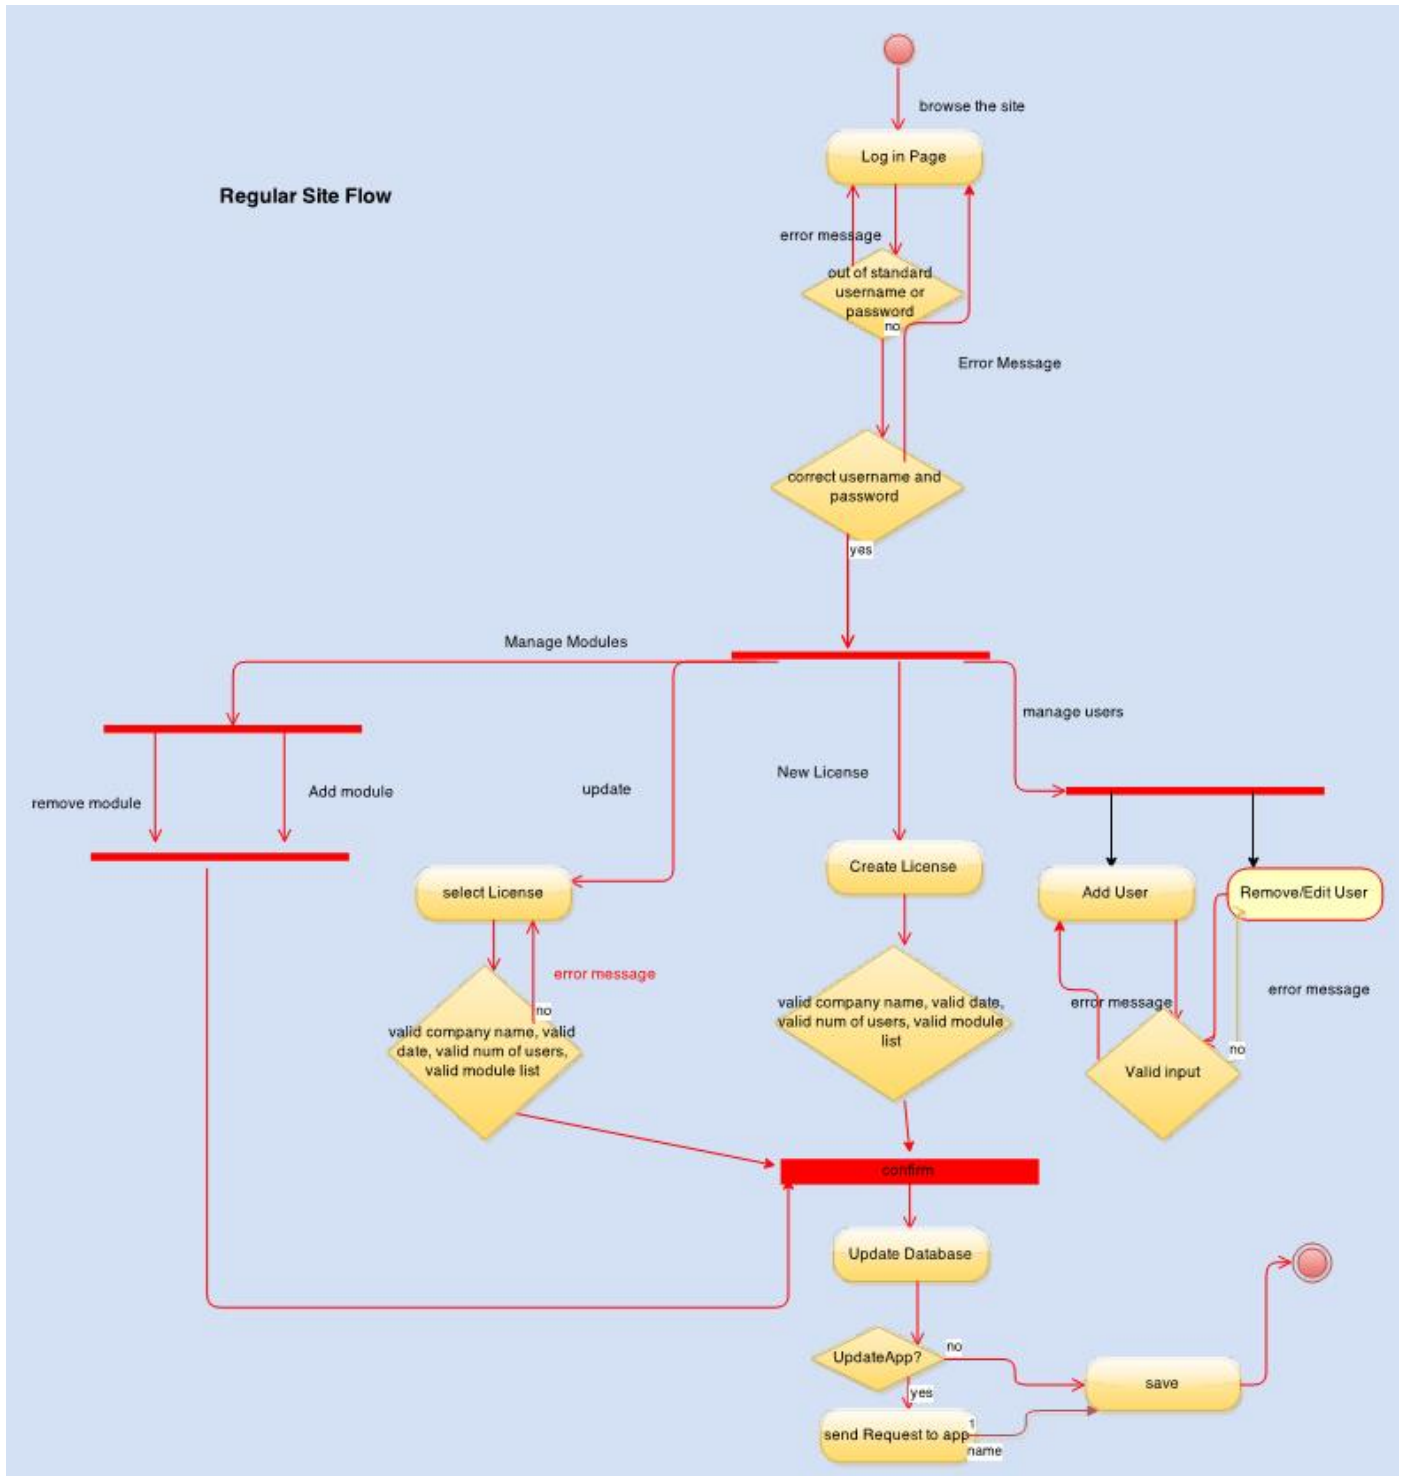 browse the site
Log in Page
Regular Site Flow
error message
out of standard
username or
password
no
Error Message
correct username and
password
yes
Manage Modules
manage users
New License
update
Add module
remove module
Create License
select License
Add User
Remove/Edit User
error message
no
valid company name, valid
date, valid num of users,
valid module list
valid company name, valid date,
valid num of users, valid module
list
error message
error message
no
Valid input
confirm
Update Database
UpdateApp?
no
yes
save
send Request to app
1
name